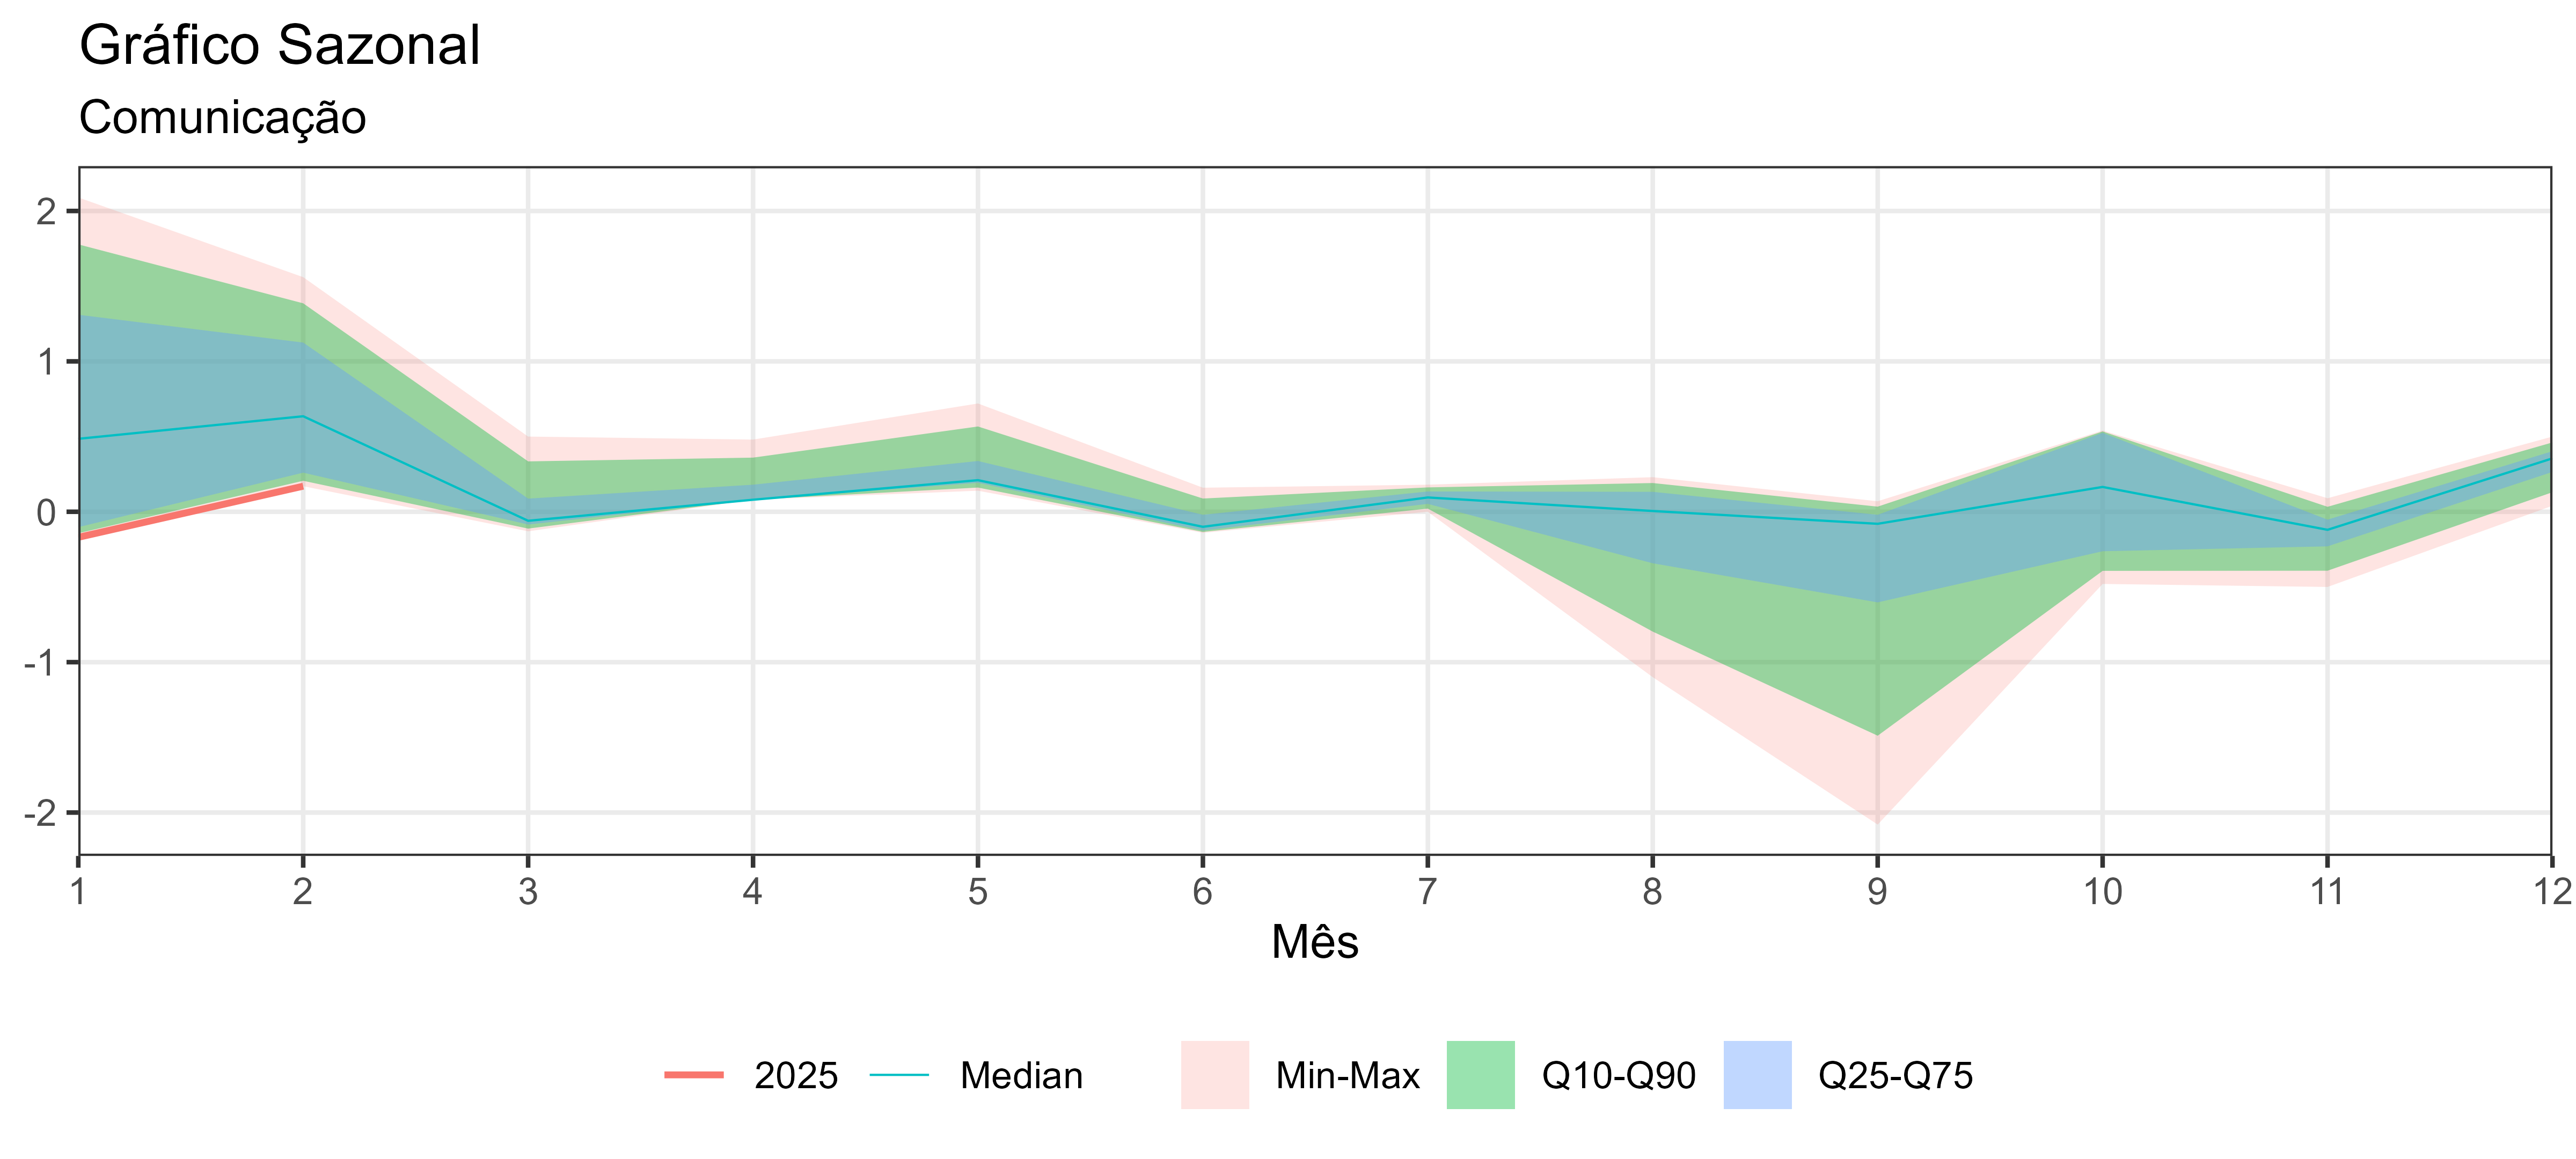 Gráfico Sazonal
Comunicação
2
1
0
-1
-2
1 2 3 4 5 6 7 8 9 10 11 12
Mês
2025 Median Min-Max Q10-Q90 Q25-Q75